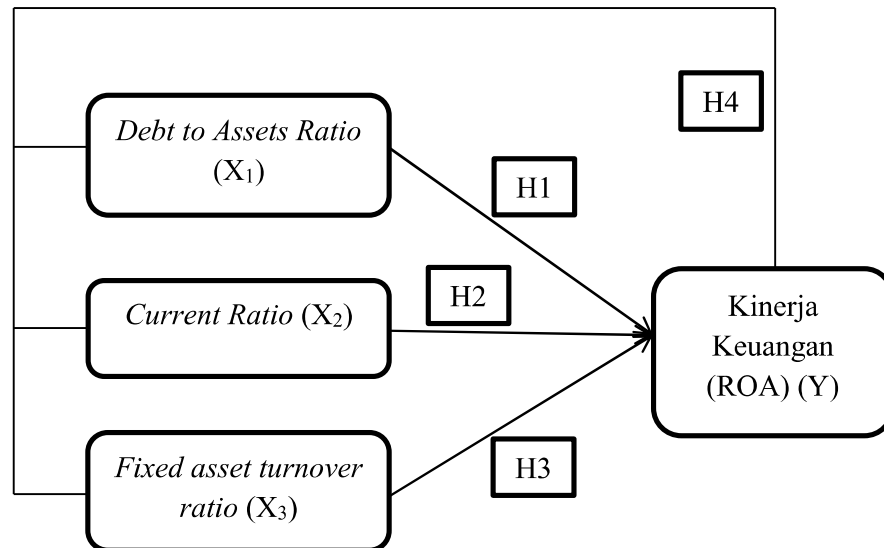 H4
Debt to Assets Ratio
(X₁)
H1
Current Ratio (X₂)
H2
Kinerja
Keuangan
(ROA) (Y)
Fixed asset turnover
ratio (X₃)
H3